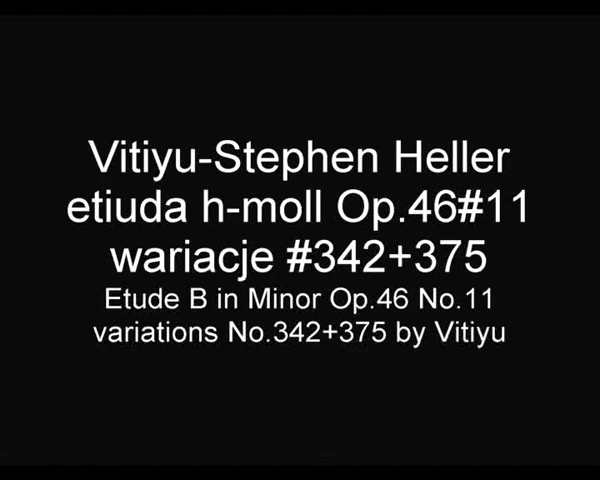 Vitiyu-Stephen Heller
etiuda h-moll Op.46#11
wariacje #342+375
Etude B in Minor Op.46 No.11
variations No.342+375 by Vitiyu